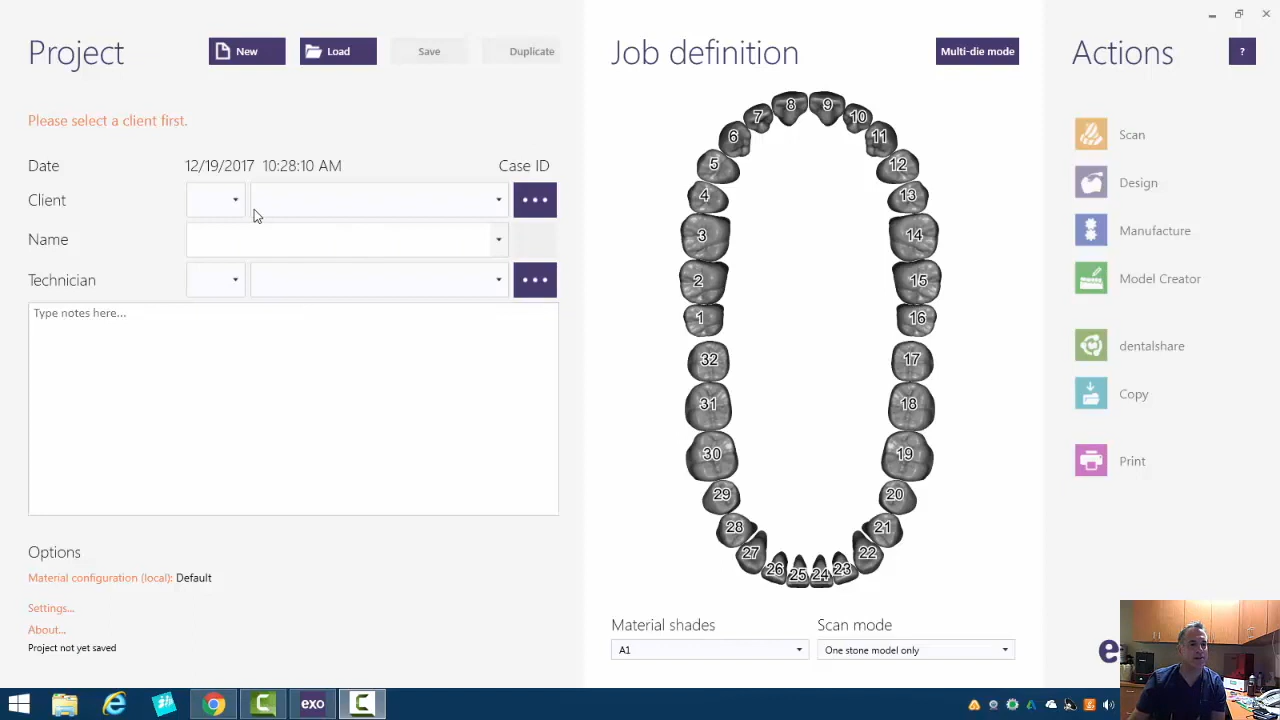 Project
New
Load
Save
Duplicate
Please select a client first.
Date 12/19/2017 10:28:10 AM Case ID
Client
Name
Technician
Type notes here...
Options
Material configuration (local): Default
Settings...
About...
Project not yet saved
Job definition
Multi-die mode
8 9
7 10
6 11
5 12
4 13
3 14
2 15
1 16
32 17
31 18
30 19
29 20
28 21
27 22
26 25 24 23
Material shades
A1
Scan mode
One stone model only
Actions
?
Scan
Design
Manufacture
Model Creator
dentalshare
Copy
Print
exo